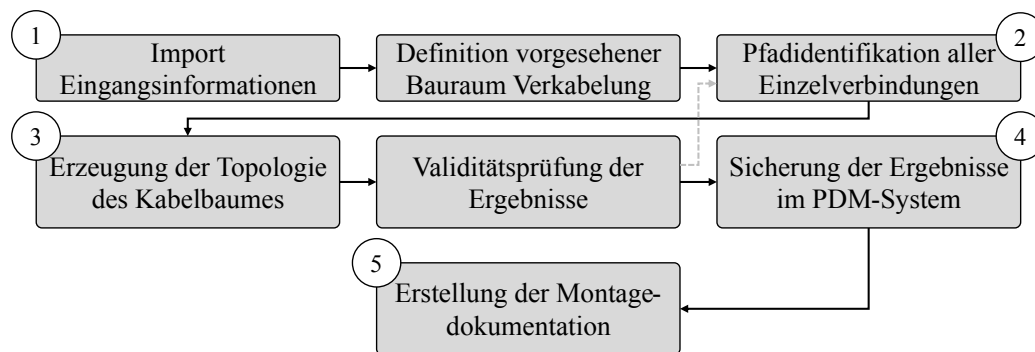 1
Import
Eingangsinformationen
Definition vorgesehener
Bauraum Verkabelung
2
Pfadidentifikation aller
Einzelverbindungen
3
Erzeugung der Topologie
des Kabelbaumes
Validitätsprüfung der
Ergebnisse
4
Sicherung der Ergebnisse
im PDM-System
5
Erstellung der Montage-
dokumentation